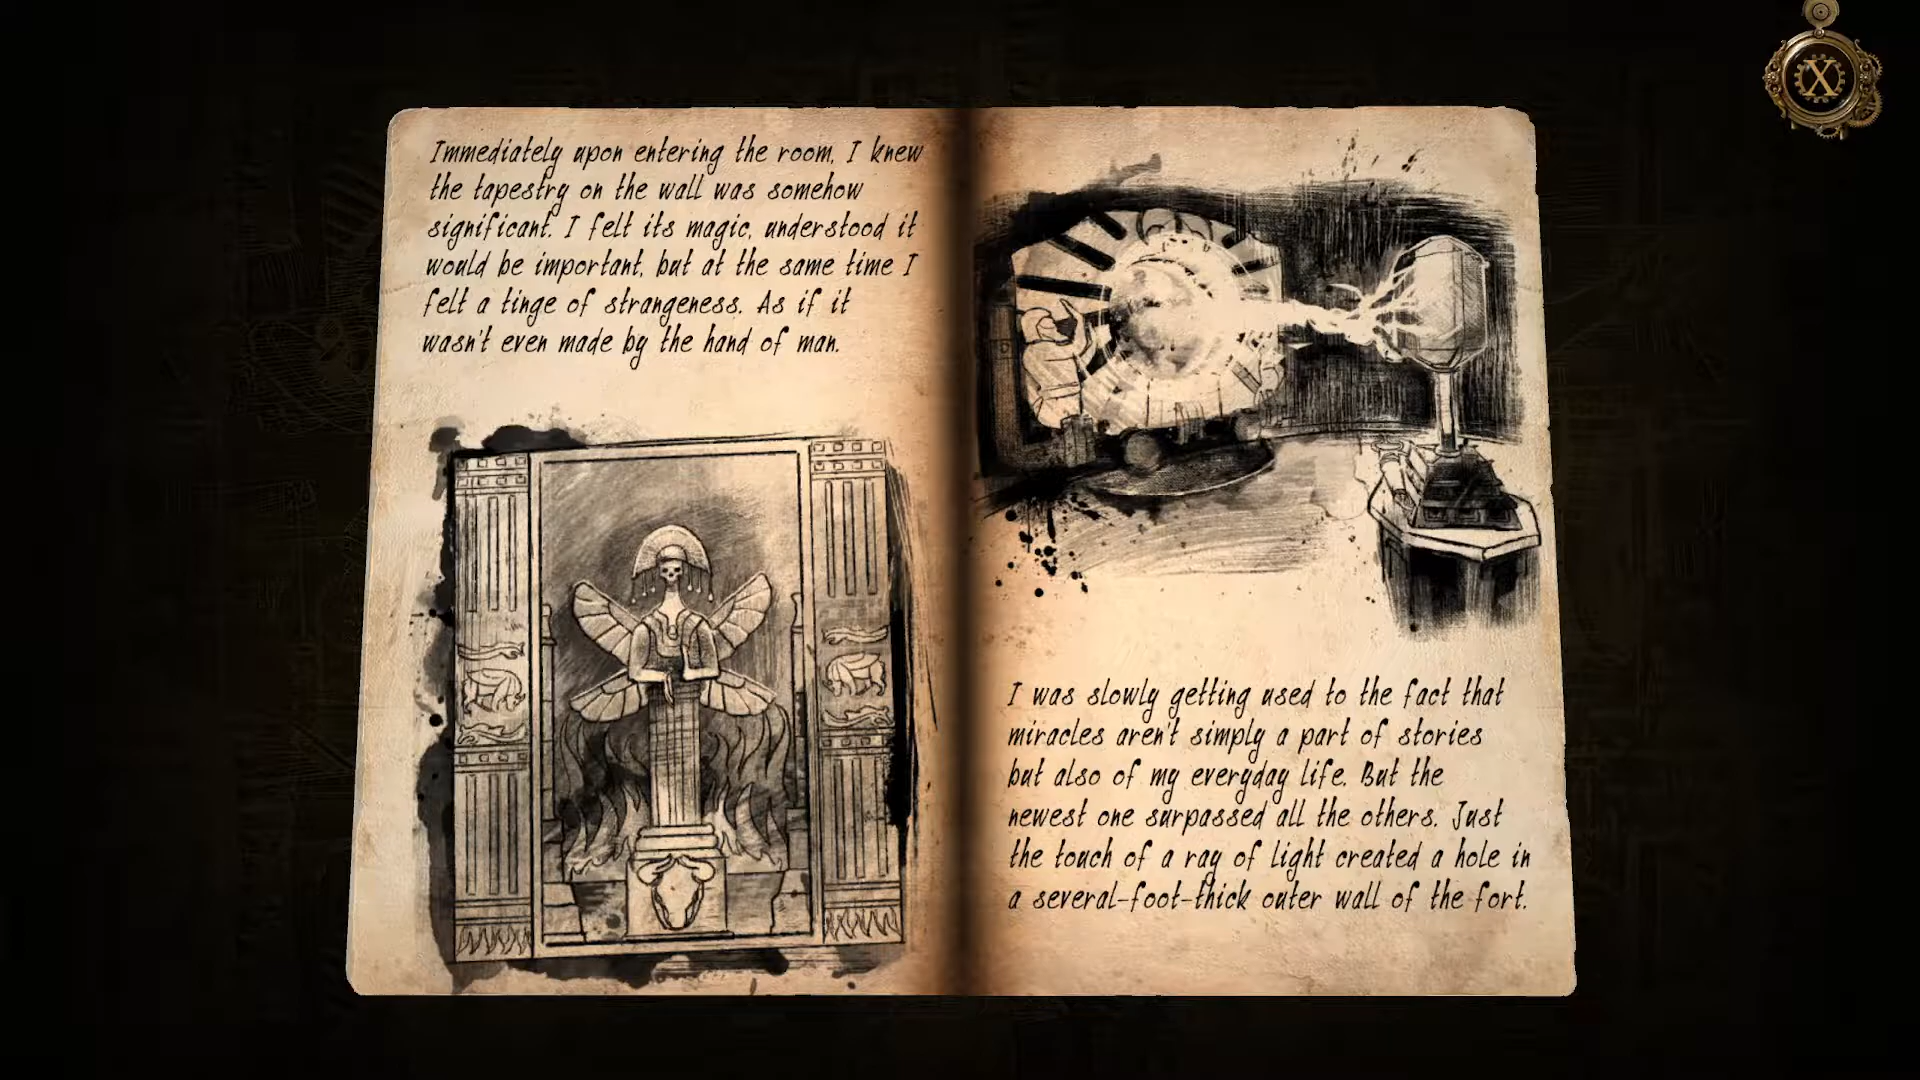 Immediately upon entering the room, I knew
the tapestry on the wall was somehow
significant. I felt its magic, understood it
would be important, but at the same time I
felt a tinge of strangeness. As if it
wasn't even made by the hand of man.
I was slowly getting used to the fact that
miracles aren't simply a part of stories
but also of my everyday life. But the
newest one surpassed all the others. Just
the touch of a ray of light created a hole in
a several-foot-thick outer wall of the fort.
X